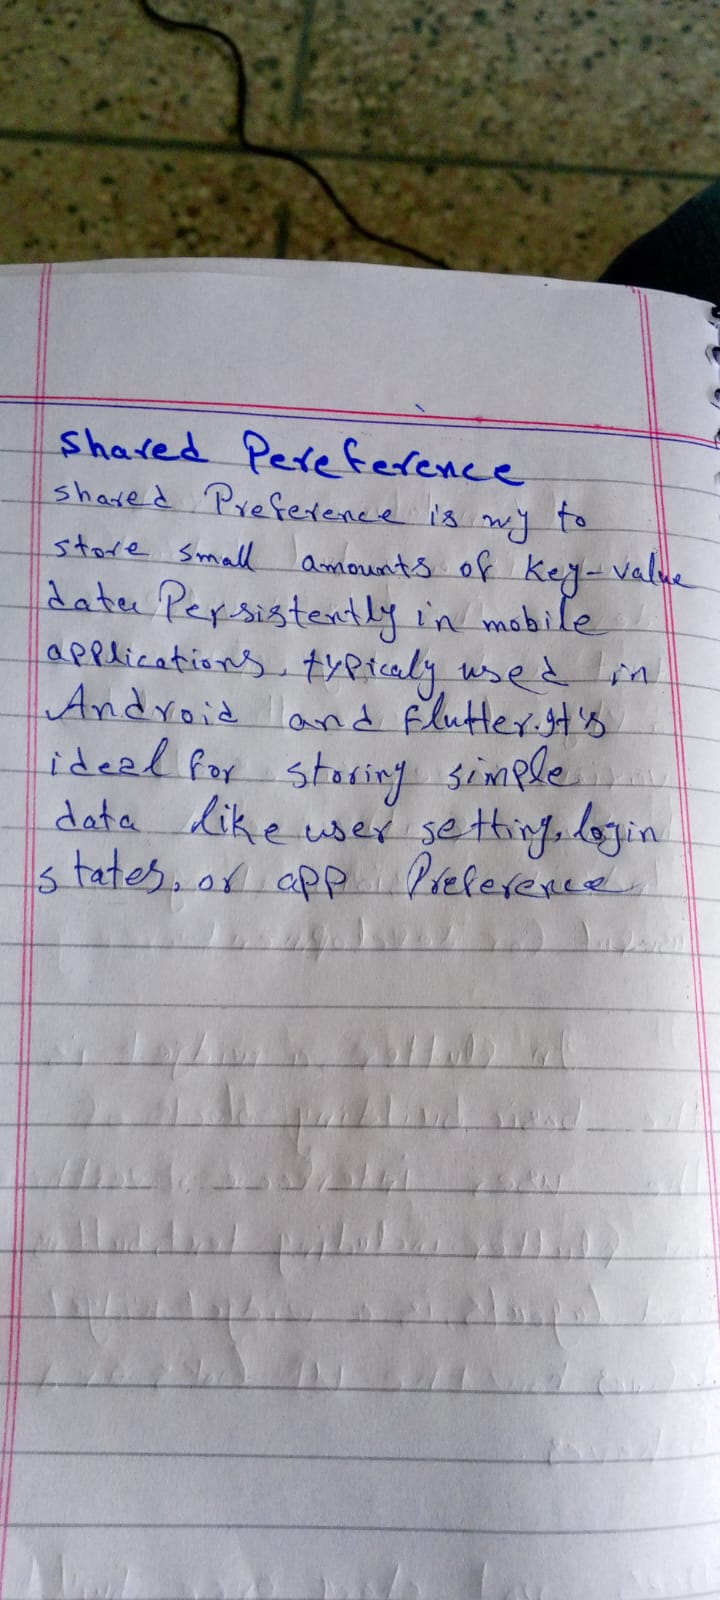 Shared Pereference
shared Preference is wy to
store small amounts of key-value
data Persistently in mobile
applications, typicaly used in
Android and flutter.It's
ideal for storing simple
data like user setting, login
states, or app Preference